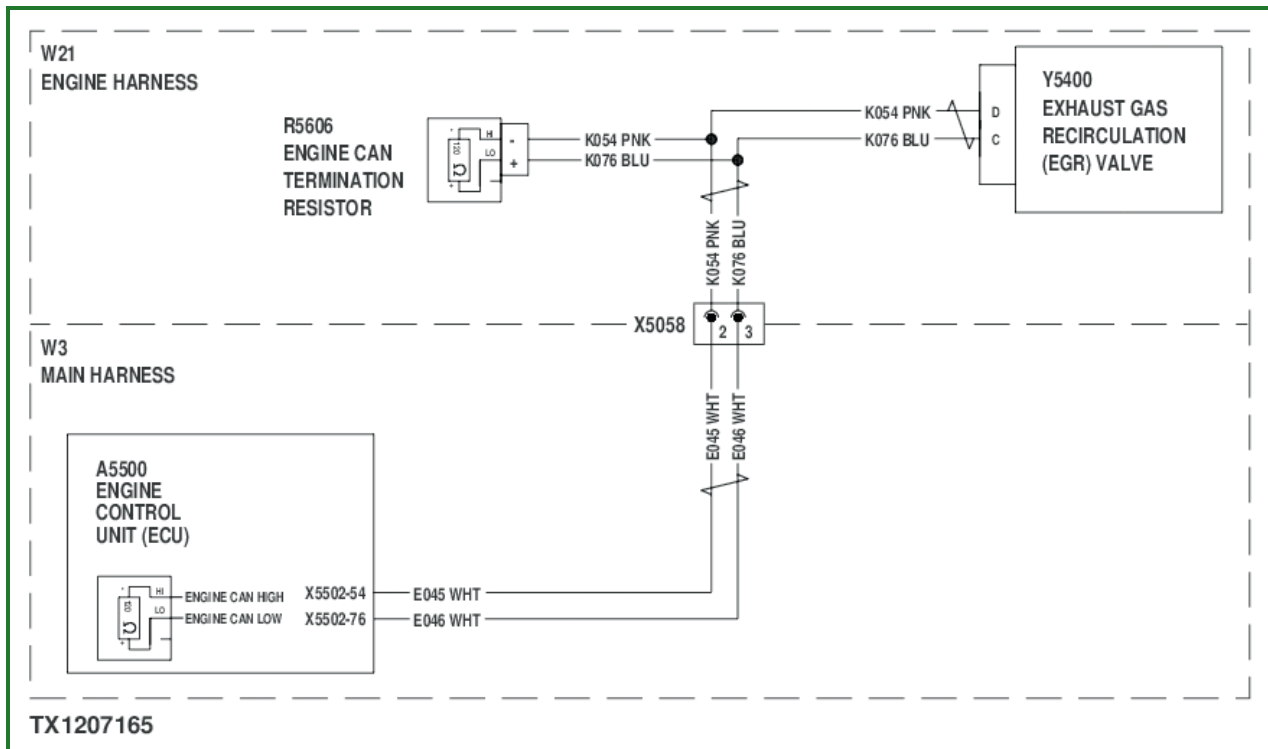 W21
ENGINE HARNESS
R5606
ENGINE CAN
TERMINATION
RESISTOR
120
Ω
HI
LO
-
+
K054 PNK
K076 BLU
K054 PNK
K076 BLU
D
C
Y5400
EXHAUST GAS
RECIRCULATION
(EGR) VALVE
K054 PNK
K076 BLU
X5058
2
3
W3
MAIN HARNESS
E045 WHT
E046 WHT
A5500
ENGINE
CONTROL
UNIT (ECU)
120
Ω
HI
LO
ENGINE CAN HIGH
ENGINE CAN LOW
X5502-54
X5502-76
E045 WHT
E046 WHT
TX1207165